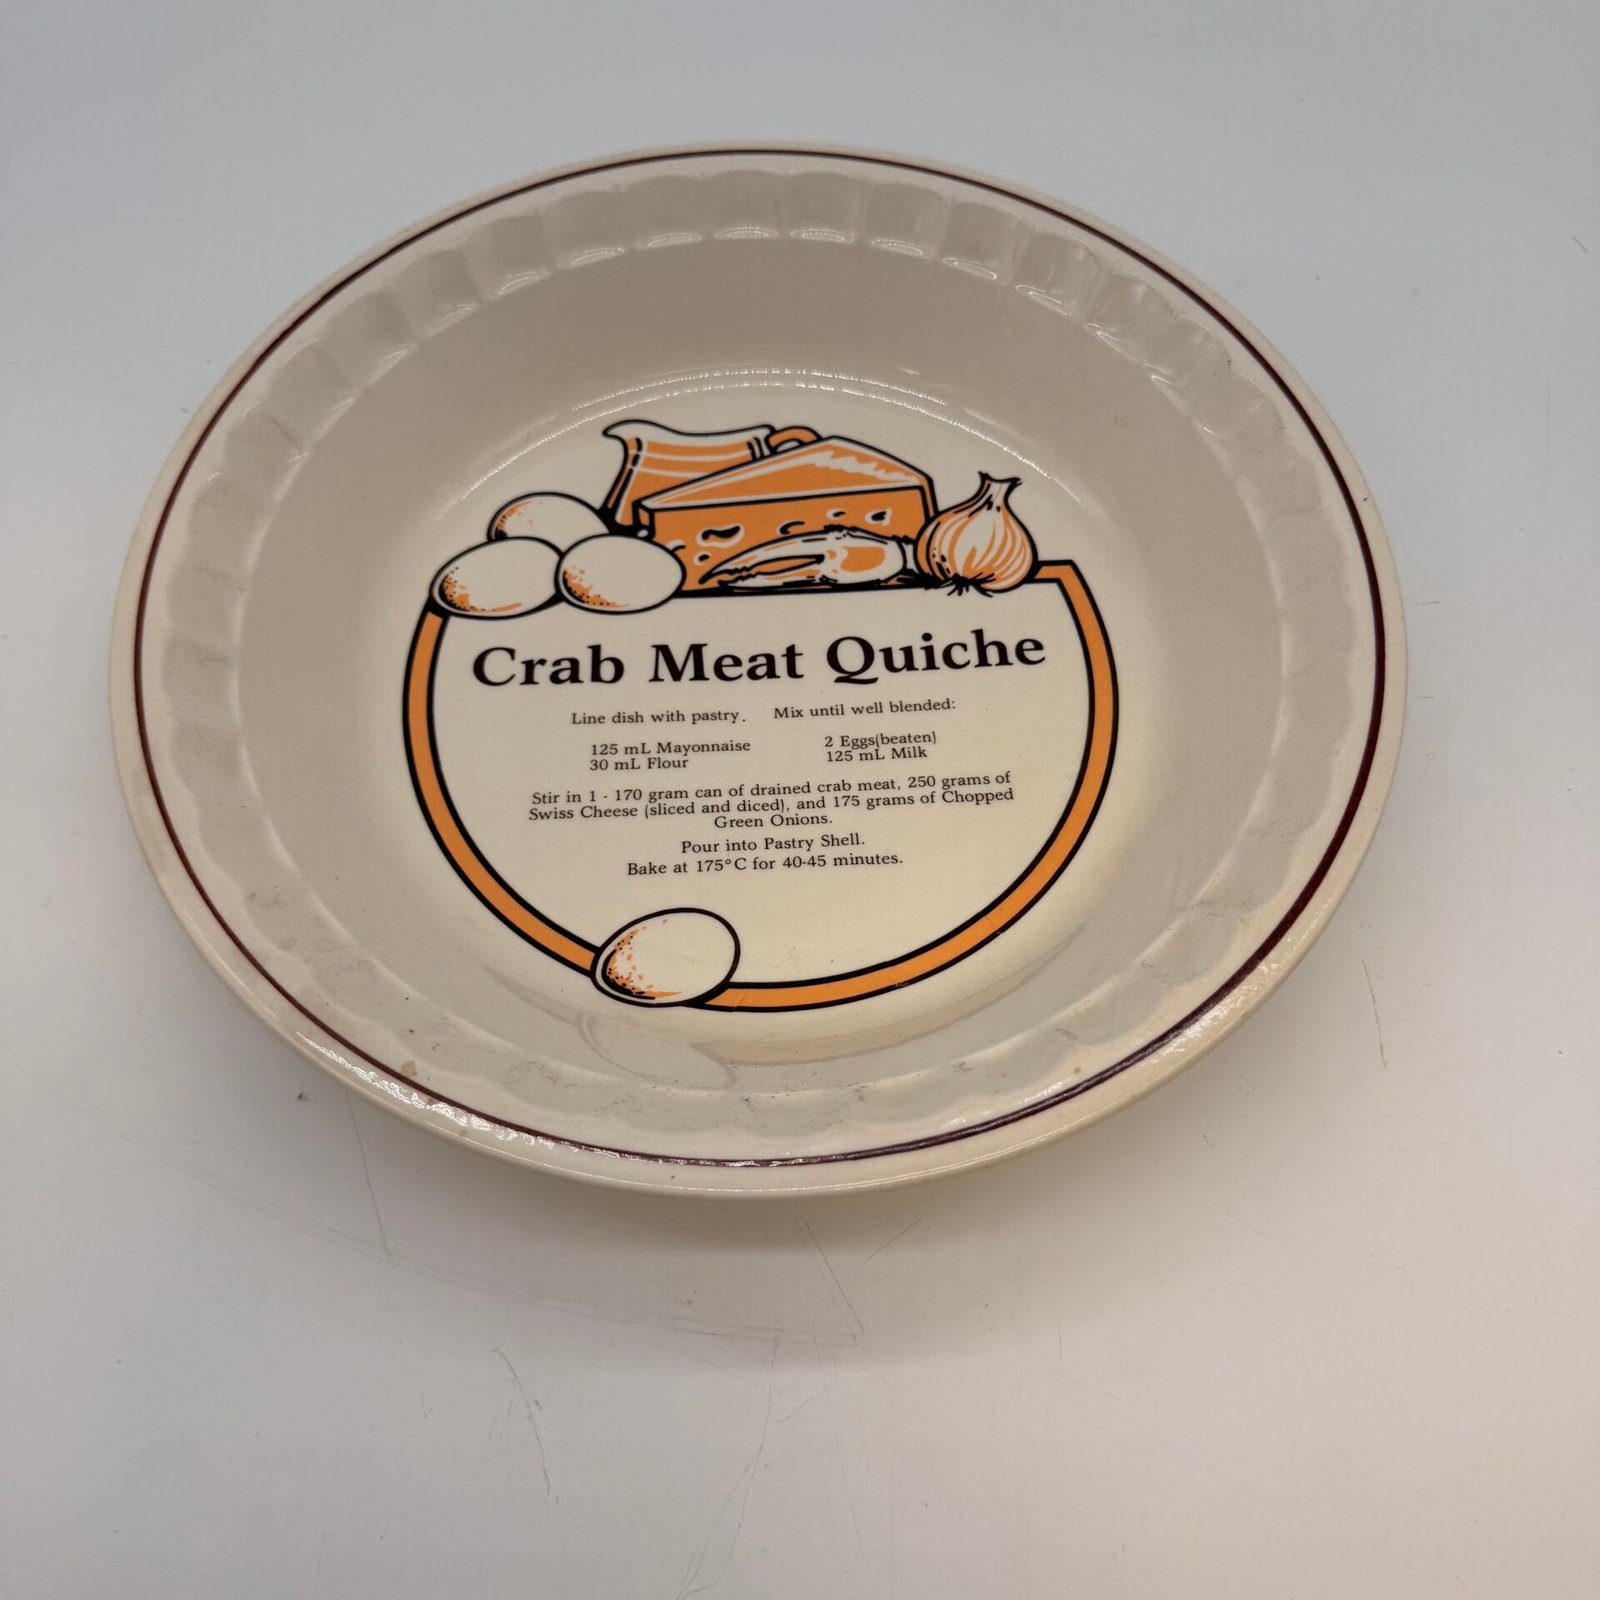 Crab Meat Quiche
Line dish with pastry. Mix until well blended:
125 mL Mayonnaise 2 Eggs(beaten)
30 mL Flour 125 mL Milk
Stir in 1 - 170 gram can of drained crab meat, 250 grams of
Swiss Cheese (sliced and diced), and 175 grams of Chopped
Green Onions.
Pour into Pastry Shell.
Bake at 175°C for 40-45 minutes.